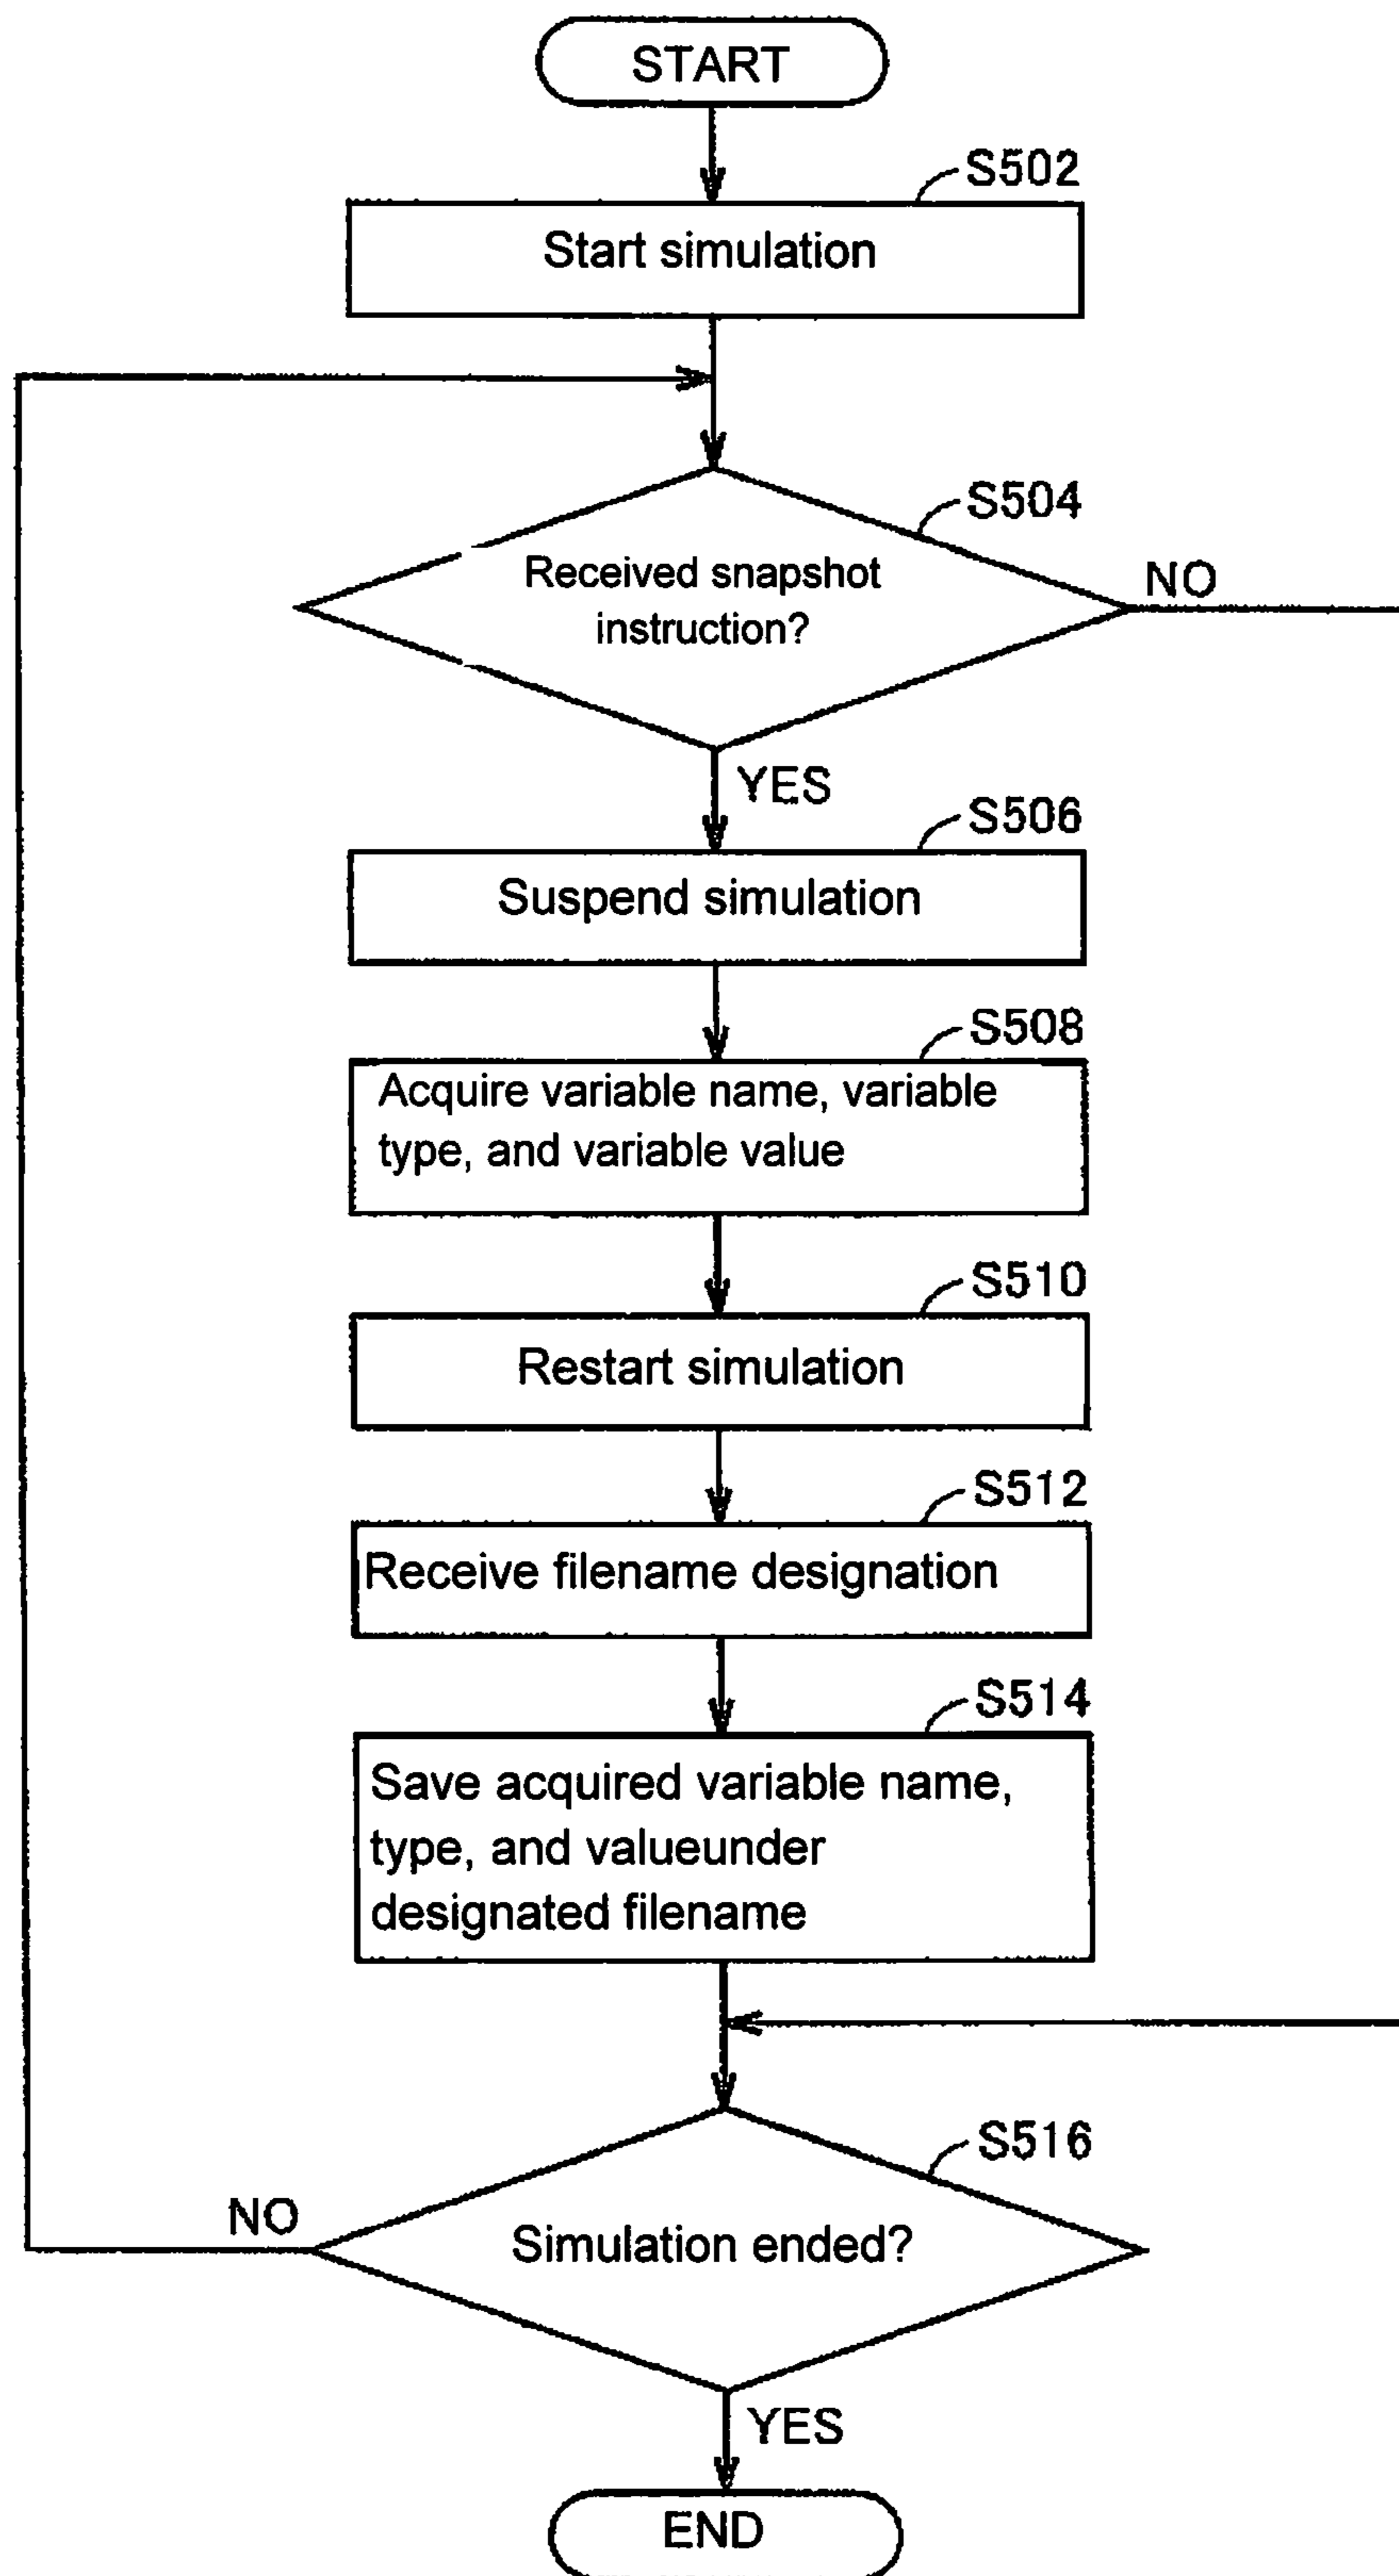 START
S502
Start simulation
S504
Received snapshot
instruction?
NO
YES
S506
Suspend simulation
S508
Acquire variable name, variable
type, and variable value
S510
Restart simulation
S512
Receive filename designation
S514
Save acquired variable name,
type, and valueunder
designated filename
S516
NO
Simulation ended?
YES
END